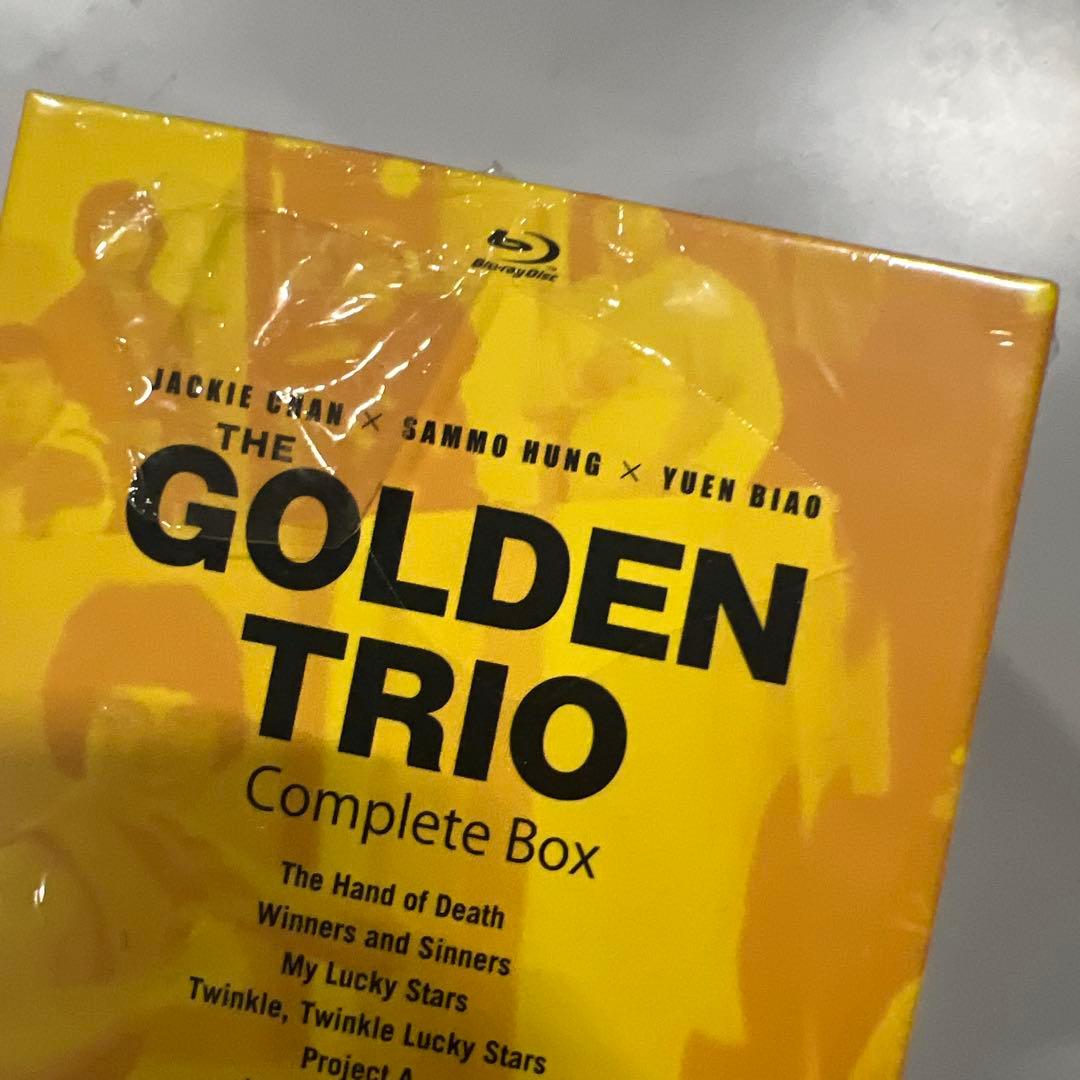 Blu-ray Disc
JACKIE CHAN × SAMMO HUNG × YUEN BIAO
THE
GOLDEN
TRIO
Complete Box
The Hand of Death
Winners and Sinners
My Lucky Stars
Twinkle, Twinkle Lucky Stars
Project A